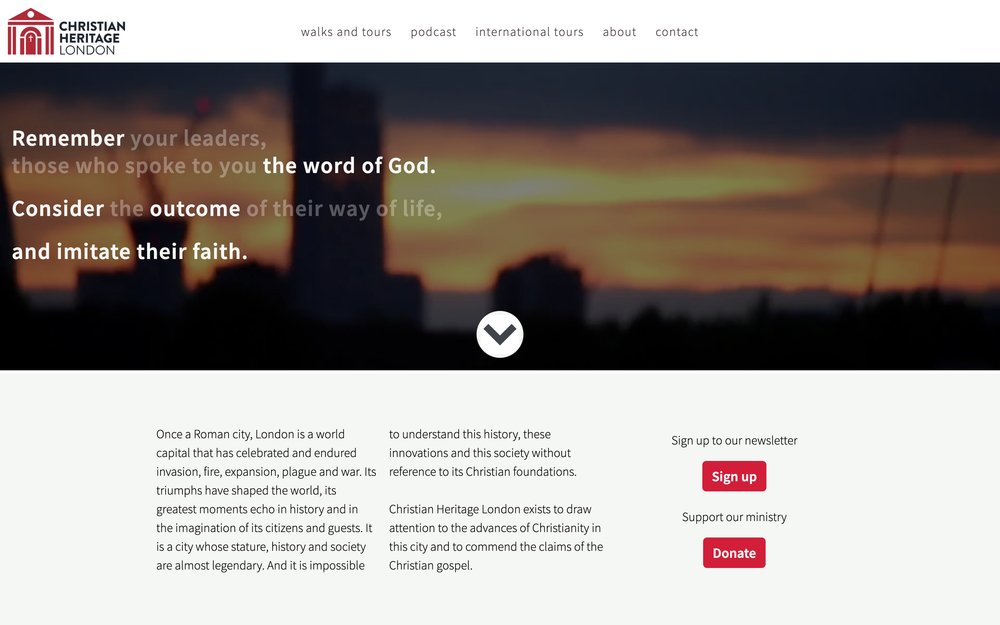 CHRISTIAN
HERITAGE
LONDON
walks and tours
podcast
international tours
about
contact
Remember your leaders,
those who spoke to you the word of God.
Consider the outcome of their way of life,
and imitate their faith.
Once a Roman city, London is a world
capital that has celebrated and endured
invasion, fire, expansion, plague and war. Its
triumphs have shaped the world, its
greatest moments echo in history and in
the imagination of its citizens and guests. It
is a city whose stature, history and society
are almost legendary. And it is impossible
to understand this history, these
innovations and this society without
reference to its Christian foundations.
Christian Heritage London exists to draw
attention to the advances of Christianity in
this city and to commend the claims of the
Christian gospel.
Sign up to our newsletter
Sign up
Support our ministry
Donate